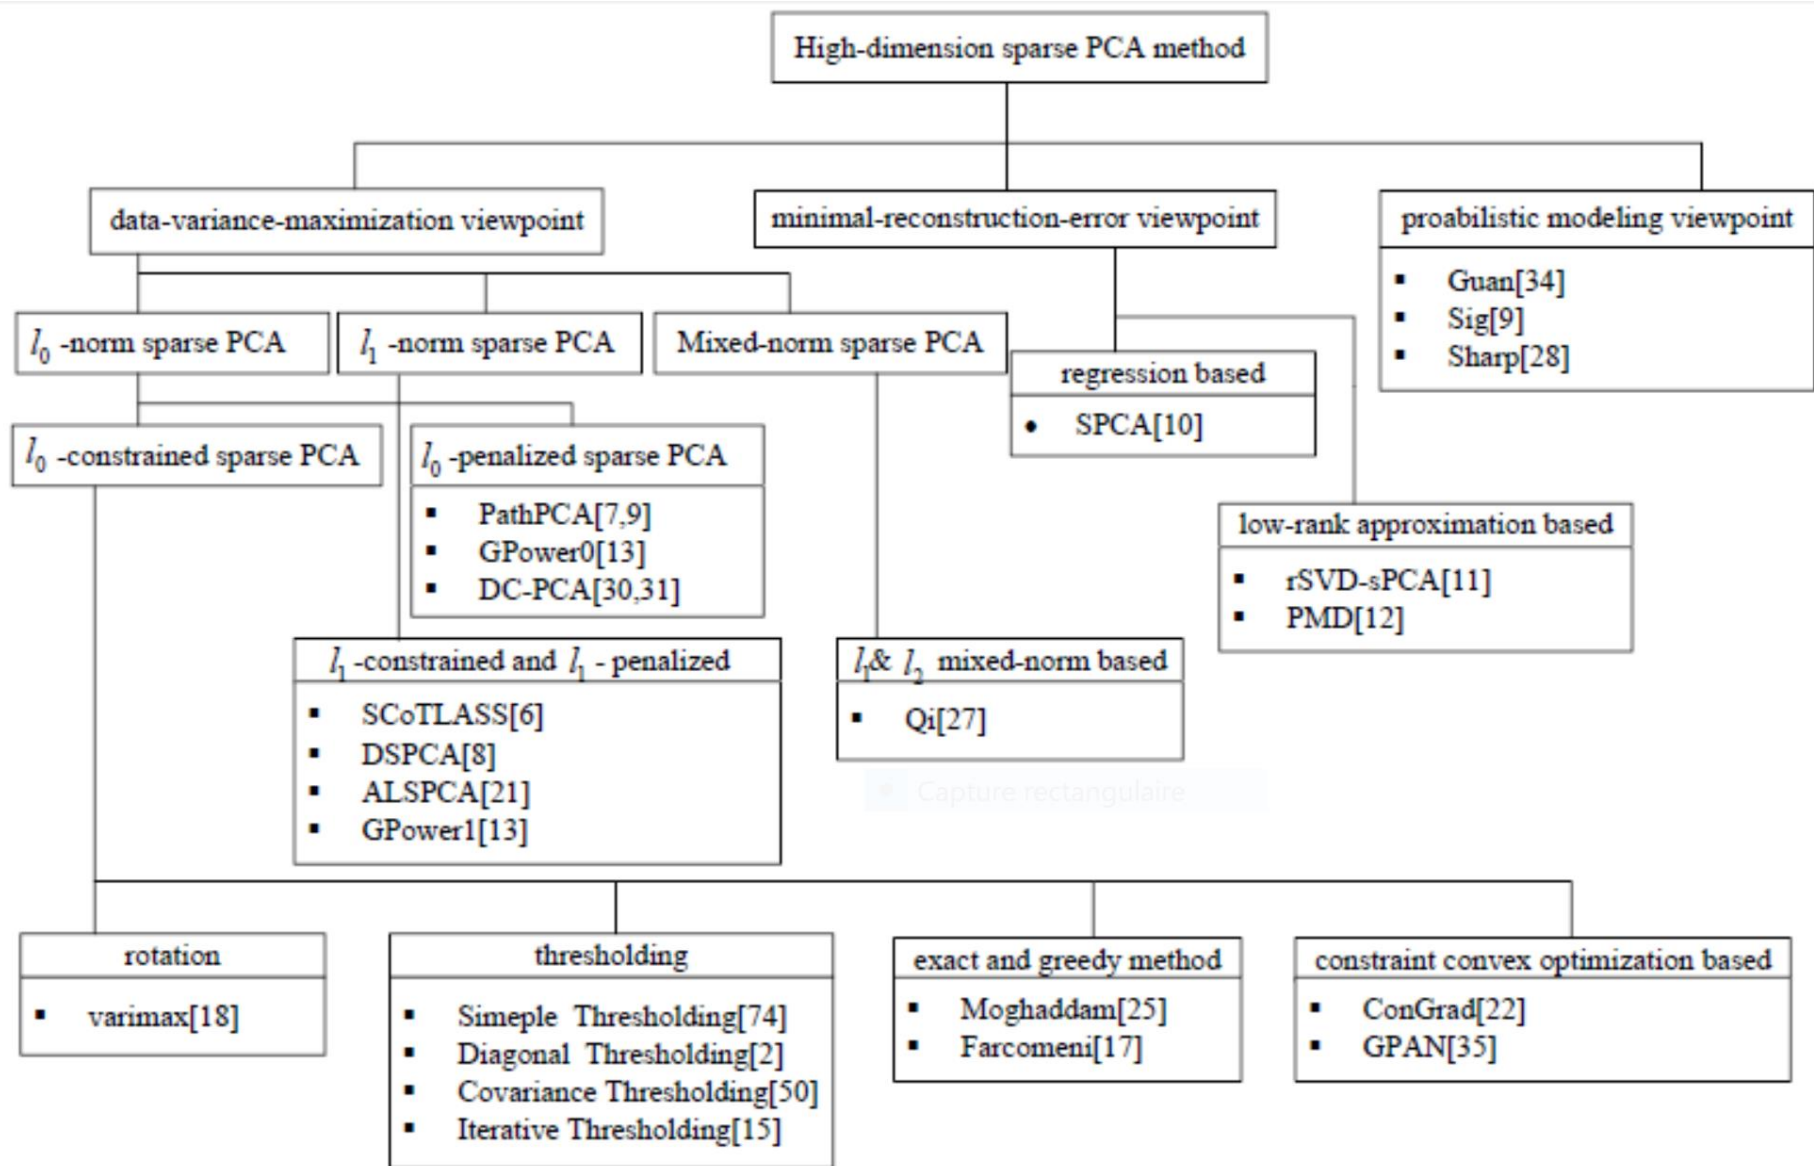 High-dimension sparse PCA method
data-variance-maximization viewpoint
minimal-reconstruction-error viewpoint
proabilistic modeling viewpoint
▪ Guan[34]
▪ Sig[9]
▪ Sharp[28]
l0 -norm sparse PCA
l1 -norm sparse PCA
Mixed-norm sparse PCA
regression based
• SPCA[10]
l0 -constrained sparse PCA
l0 -penalized sparse PCA
▪ PathPCA[7,9]
▪ GPower0[13]
▪ DC-PCA[30,31]
low-rank approximation based
▪ rSVD-sPCA[11]
▪ PMD[12]
l1 -constrained and l1 - penalized
▪ SCoTLASS[6]
▪ DSPCA[8]
▪ ALSPCA[21]
▪ GPower1[13]
l1& l2 mixed-norm based
▪ Qi[27]
Capture rectangulaire
rotation
▪ varimax[18]
thresholding
▪ Simeple Thresholding[74]
▪ Diagonal Thresholding[2]
▪ Covariance Thresholding[50]
▪ Iterative Thresholding[15]
exact and greedy method
▪ Moghaddam[25]
▪ Farcomeni[17]
constraint convex optimization based
▪ ConGrad[22]
▪ GPAN[35]